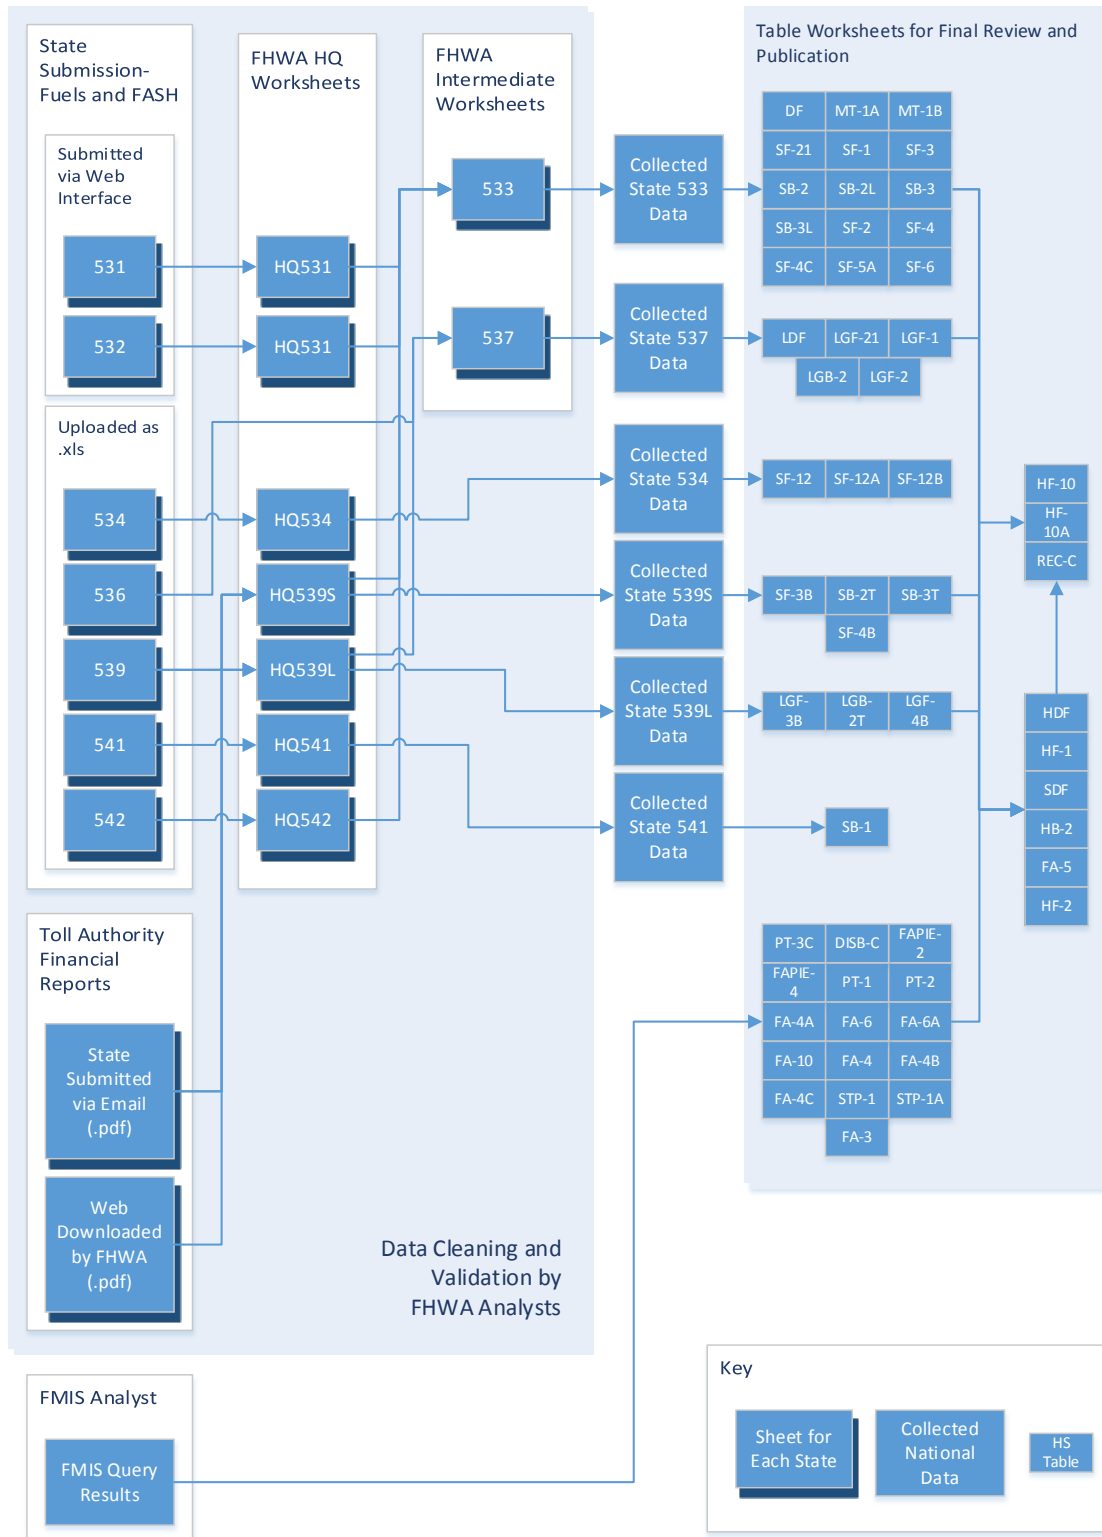 State
Submission-
Fuels and FASH
Submitted
via Web
Interface
531
532
Uploaded as
.xls
534
536
539
541
542
FHWA HQ
Worksheets
HQ531
HQ531
HQ534
HQ539S
HQ539L
HQ541
HQ542
FHWA
Intermediate
Worksheets
533
537
Collected
State 533
Data
Collected
State 537
Data
Collected
State 534
Data
Collected
State 539S
Data
Collected
State 539L
Data
Collected
State 541
Data
Table Worksheets for Final Review and
Publication
DF MT-1A MT-1B
SF-21 SF-1 SF-3
SB-2 SB-2L SB-3
SB-3L SF-2 SF-4
SF-4C SF-5A SF-6
LDF LGF-21 LGF-1
LGB-2 LGF-2
SF-12 SF-12A SF-12B
SF-3B SB-2T SB-3T
SF-4B
LGF- LGB- LGF-
3B 2T 4B
SB-1
PT-3C DISB-C FAPIE-
2
FAPIE-
4 PT-1 PT-2
FA-4A FA-6 FA-6A
FA-10 FA-4 FA-4B
FA-4C STP-1 STP-1A
FA-3
HF-10
HF-
10A
REC-C
HDF
HF-1
SDF
HB-2
FA-5
HF-2
Toll Authority
Financial
Reports
State
Submitted
via Email
(.pdf)
Web
Downloaded
by FHWA
(.pdf)
Data Cleaning and
Validation by
FHWA Analysts
FMIS Analyst
FMIS Query
Results
Key
Sheet for
Each State
Collected
National
Data
HS
Table